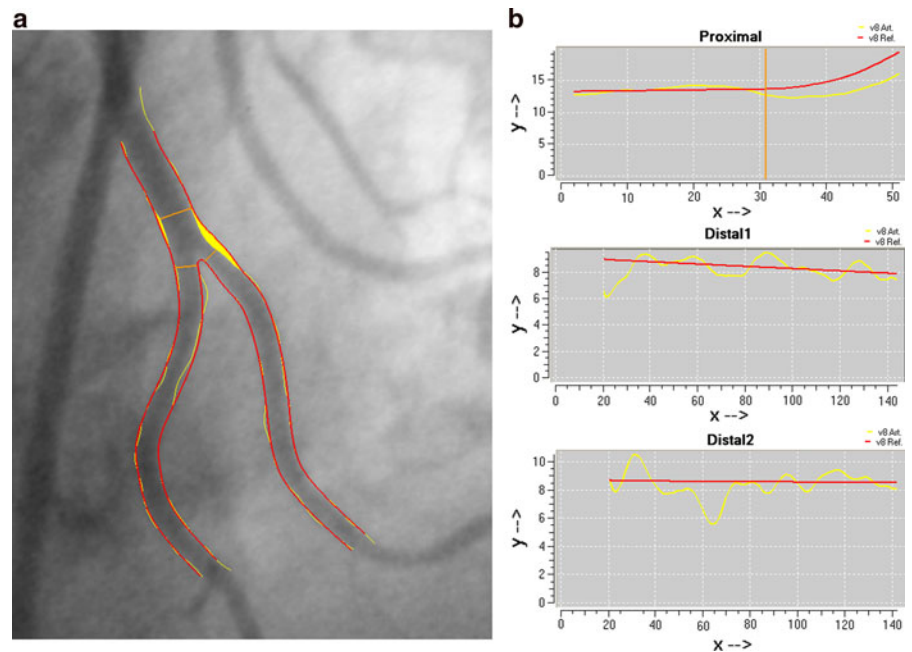 a
b
v8 Art.
v8 Ref.
Proximal
15
10
5
0
y -->
0 10 20 30 40 50
x -->
v8 Art.
v8 Ref.
Distal1
8
6
4
2
0
y -->
0 20 40 60 80 100 120 140
x -->
v8 Art.
v8 Ref.
Distal2
10
8
6
4
2
0
y -->
0 20 40 60 80 100 120 140
x -->